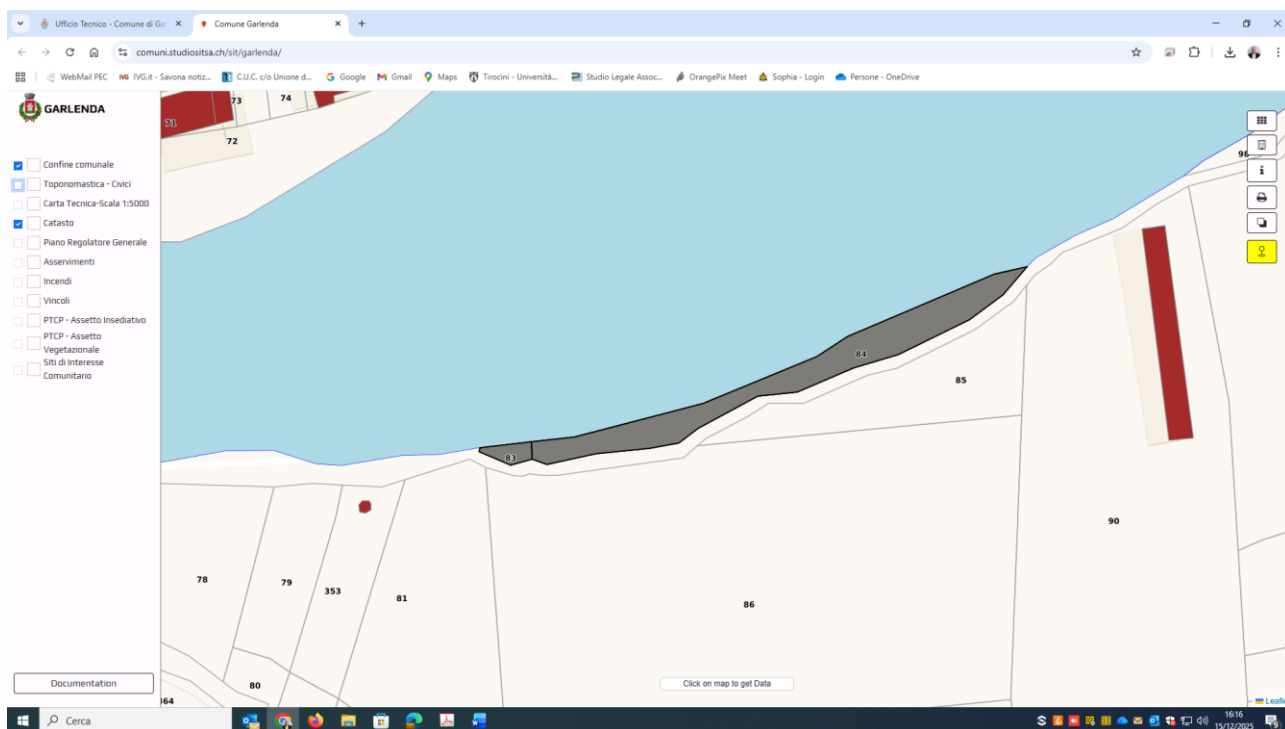 Ufficio Tecnico - Comune di Ga
Comune Garlenda
comuni.studiositsa.ch/sit/garlenda/
WebMail PEC
IVG.it - Savona notiz...
C.U.C. c/o Unione d...
Google
Gmail
Maps
Tirocini - Universită...
Studio Legale Assoc...
OrangePix Meet
Sophia - Login
Persone - OneDrive
GARLENDA
Confine comunale
Toponomastica - Civici
Carta Tecnica-Scala 1:5000
Catasto
Piano Regolatore Generale
Asservimenti
Incendi
Vincoli
PTCP - Assetto Insediativo
PTCP - Assetto
Vegetazionale
Siti di Interesse
Comunitario
Documentation
71
73
74
72
98
84
85
83
90
78
79
353
81
86
80
364
Click on map to get Data
Leafle
Cerca
16:16
15/12/2025